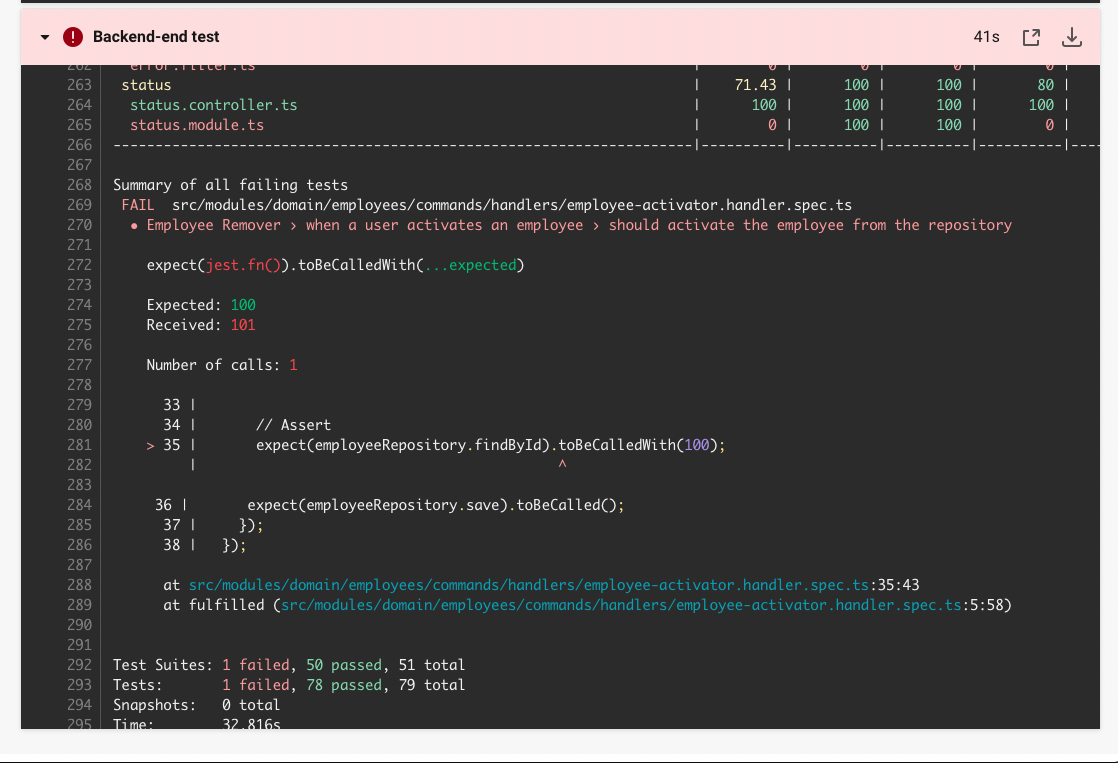 Backend-end test 41s
262 error.filter.ts | 0 | 0 | 0 | 0 |
263 status | 71.43 | 100 | 100 | 80 |
264 status.controller.ts | 100 | 100 | 100 | 100 |
265 status.module.ts | 0 | 100 | 100 | 0 |
266 ---------------------------------------------------------------------|----------|----------|----------|----------|----
267
268 Summary of all failing tests
269 FAIL src/modules/domain/employees/commands/handlers/employee-activator.handler.spec.ts
270 ● Employee Remover › when a user activates an employee › should activate the employee from the repository
271
272 expect(jest.fn()).toBeCalledWith(...expected)
273
274 Expected: 100
275 Received: 101
276
277 Number of calls: 1
278
279 33 |
280 34 | // Assert
281 > 35 | expect(employeeRepository.findById).toBeCalledWith(100);
282 | ^
283
284 36 | expect(employeeRepository.save).toBeCalled();
285 37 | });
286 38 | });
287
288 at src/modules/domain/employees/commands/handlers/employee-activator.handler.spec.ts:35:43
289 at fulfilled (src/modules/domain/employees/commands/handlers/employee-activator.handler.spec.ts:5:58)
290
291
292 Test Suites: 1 failed, 50 passed, 51 total
293 Tests: 1 failed, 78 passed, 79 total
294 Snapshots: 0 total
295 Time: 32.816s